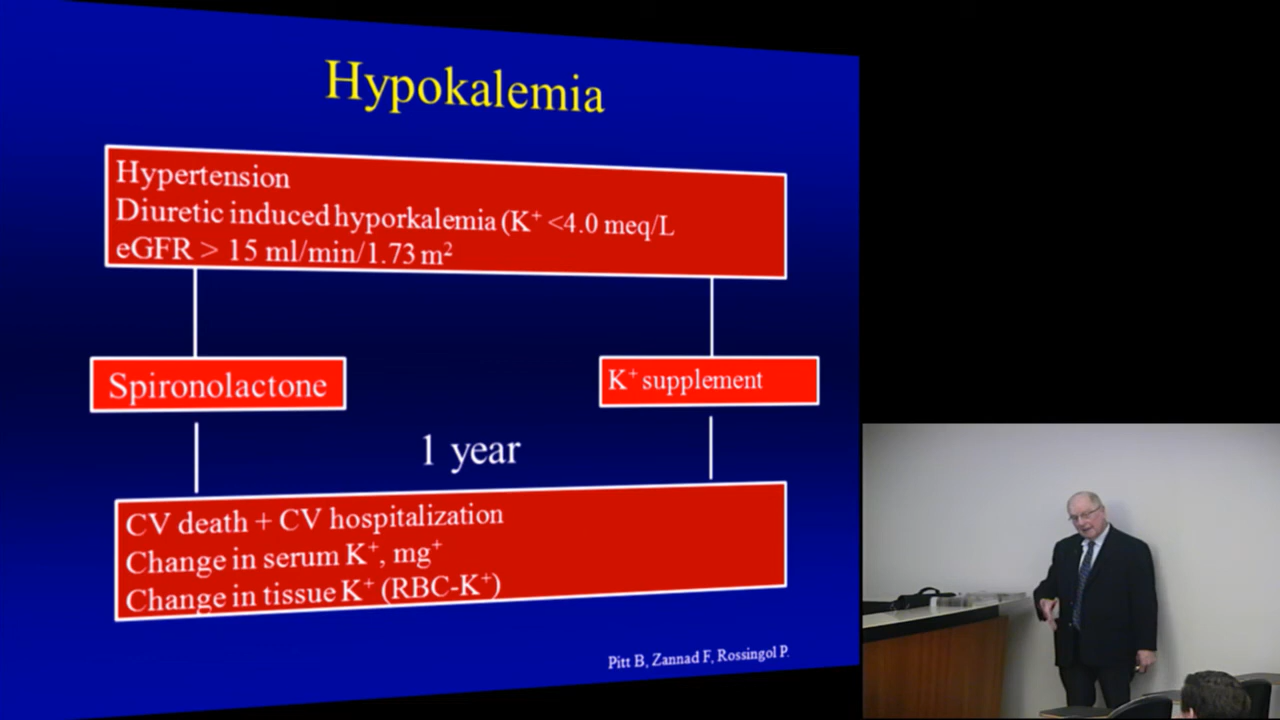 Hypokalemia
Hypertension
Diuretic induced hyporkalemia (K⁺ <4.0 meq/L
eGFR > 15 ml/min/1.73 m²
Spironolactone
K⁺ supplement
1 year
CV death + CV hospitalization
Change in serum K⁺, mg⁺
Change in tissue K⁺ (RBC-K⁺)
Pitt B, Zannad F, Rossingol P.